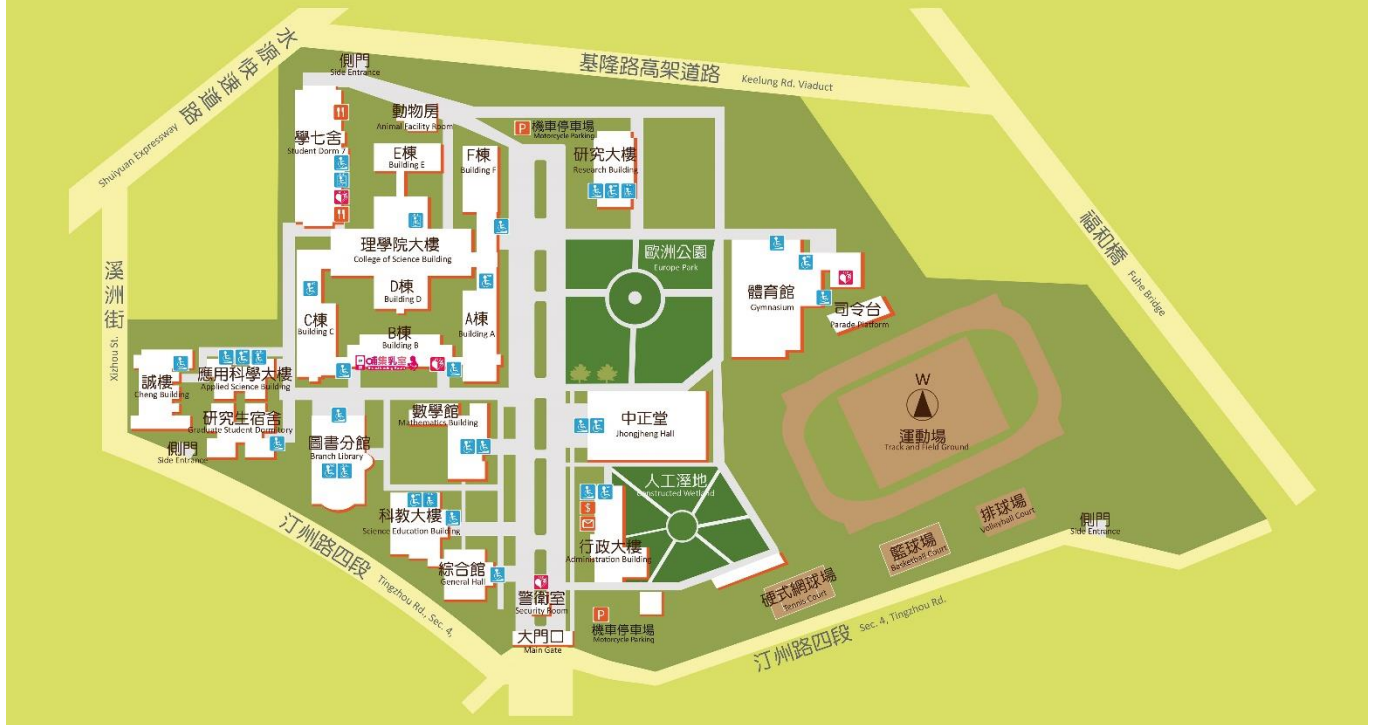 水源快速道路
Shuiyuan Expressway
側門
Side Entrance
基隆路高架道路 Keelung Rd. Viaduct
動物房
Animal Facility Room
P 機車停車場
Motorcycle Parking
學七舍
Student Dorm 7
E棟
Building E
F棟
Building F
研究大樓
Research Building
福和橋 Fuhe Bridge
理學院大樓
College of Science Building
歐洲公園
Europe Park
溪洲街
Xizhou St.
D棟
Building D
體育館
Gymnasium
司令台
Parade Platform
C棟
Building C
B棟
Building B
A棟
Building A
哺集乳室
誠樓
Cheng Building
應用科學大樓
Applied Science Building
W
研究生宿舍
Graduate Student Dormitory
數學館
Mathematics Building
中正堂
Jhongjheng Hall
運動場
Track and Field Ground
側門
Side Entrance
圖書分館
Branch Library
人工溼地
Constructed Wetland
科教大樓
Science Education Building
$
排球場
Volleyball Court
側門
Side Entrance
行政大樓
Administration Building
籃球場
Basketball Court
綜合館
General Hall
硬式網球場
Tennis Court
汀州路四段 Tingzhou Rd., Sec. 4,
警衛室
Security Room
P
機車停車場
Motorcycle Parking
大門口
Main Gate
汀州路四段 Sec. 4, Tingzhou Rd.